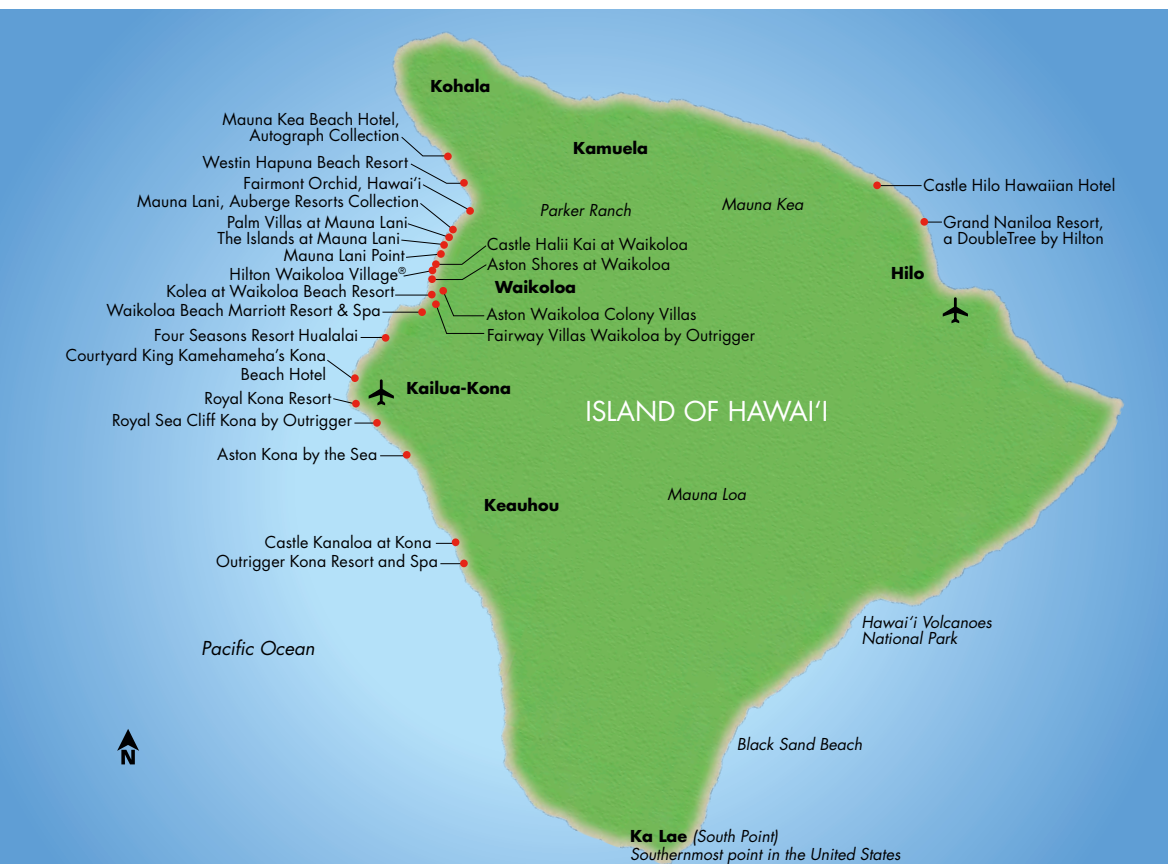 Kohala
Mauna Kea Beach Hotel,
Autograph Collection
Kamuela
Westin Hapuna Beach Resort
Fairmont Orchid, Hawai‘i
Castle Hilo Hawaiian Hotel
Mauna Lani, Auberge Resorts Collection
Parker Ranch
Mauna Kea
Palm Villas at Mauna Lani
Grand Naniloa Resort,
a DoubleTree by Hilton
The Islands at Mauna Lani
Castle Halii Kai at Waikoloa
Mauna Lani Point
Aston Shores at Waikoloa
Hilton Waikoloa Village®
Hilo
Waikoloa
Kolea at Waikoloa Beach Resort
Waikoloa Beach Marriott Resort & Spa
Aston Waikoloa Colony Villas
Four Seasons Resort Hualalai
Fairway Villas Waikoloa by Outrigger
Courtyard King Kamehameha’s Kona
Beach Hotel
Kailua-Kona
Royal Kona Resort
ISLAND OF HAWAI‘I
Royal Sea Cliff Kona by Outrigger
Aston Kona by the Sea
Mauna Loa
Keauhou
Castle Kanaloa at Kona
Outrigger Kona Resort and Spa
Hawai‘i Volcanoes
National Park
Pacific Ocean
Black Sand Beach
N
Ka Lae (South Point)
Southernmost point in the United States